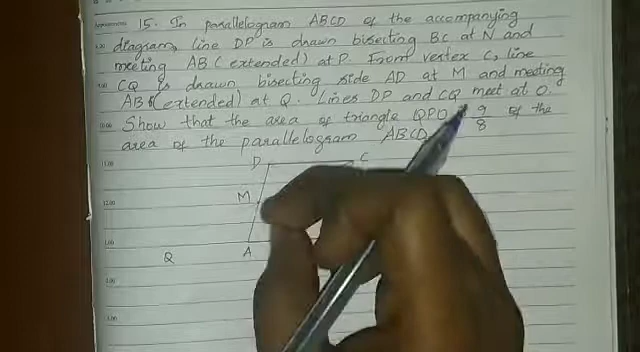 15. In parallelogram ABCD of the accompanying
diagram, line DP is drawn bisecting BC at N and
meeting AB (extended) at P. From vertex C, line
CQ is drawn bisecting side AD at M and meeting
AB (extended) at Q. Lines DP and CQ meet at O.
Show that the area of triangle QPO 9/8 of the
area of the parallelogram ABCD
D C
M
Q A